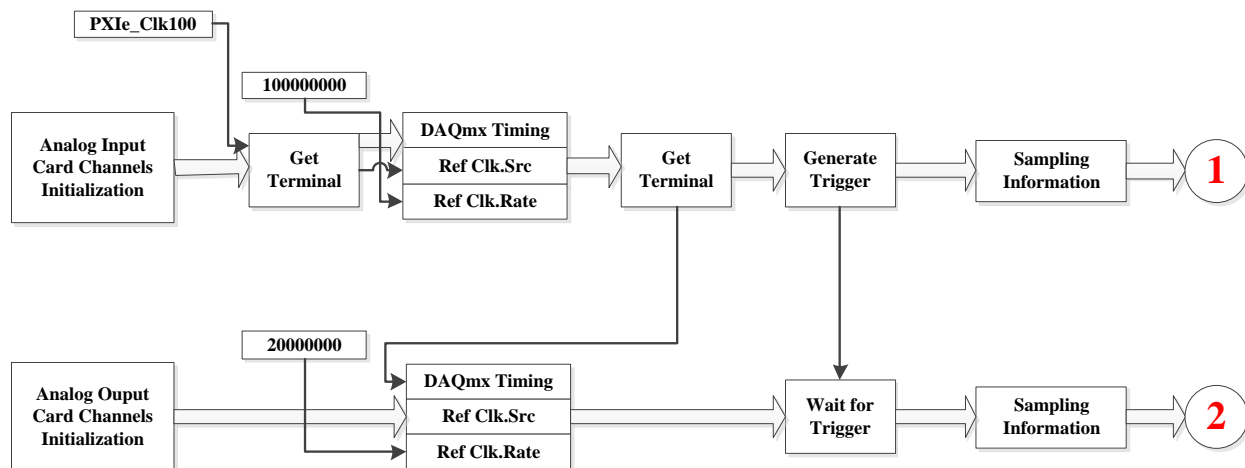 PXIe_Clk100
100000000
Analog Input
Card Channels
Initialization
Get
Terminal
DAQmx Timing
Ref Clk.Src
Ref Clk.Rate
Get
Terminal
Generate
Trigger
Sampling
Information
1
20000000
Analog Ouput
Card Channels
Initialization
DAQmx Timing
Ref Clk.Src
Ref Clk.Rate
Wait for
Trigger
Sampling
Information
2